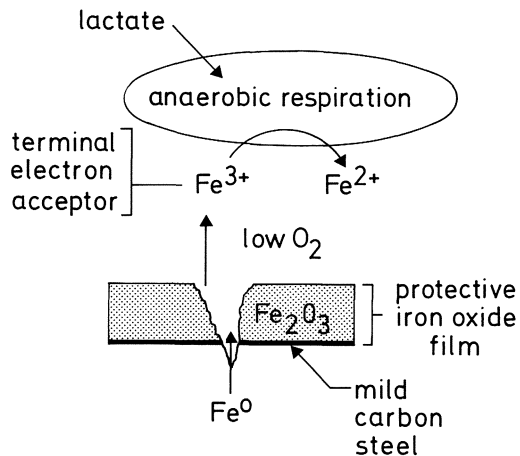 lactate
anaerobic respiration
terminal
electron
acceptor
Fe³⁺
Fe²⁺
low O₂
Fe₂O₃
protective
iron oxide
film
Fe⁰
mild
carbon
steel